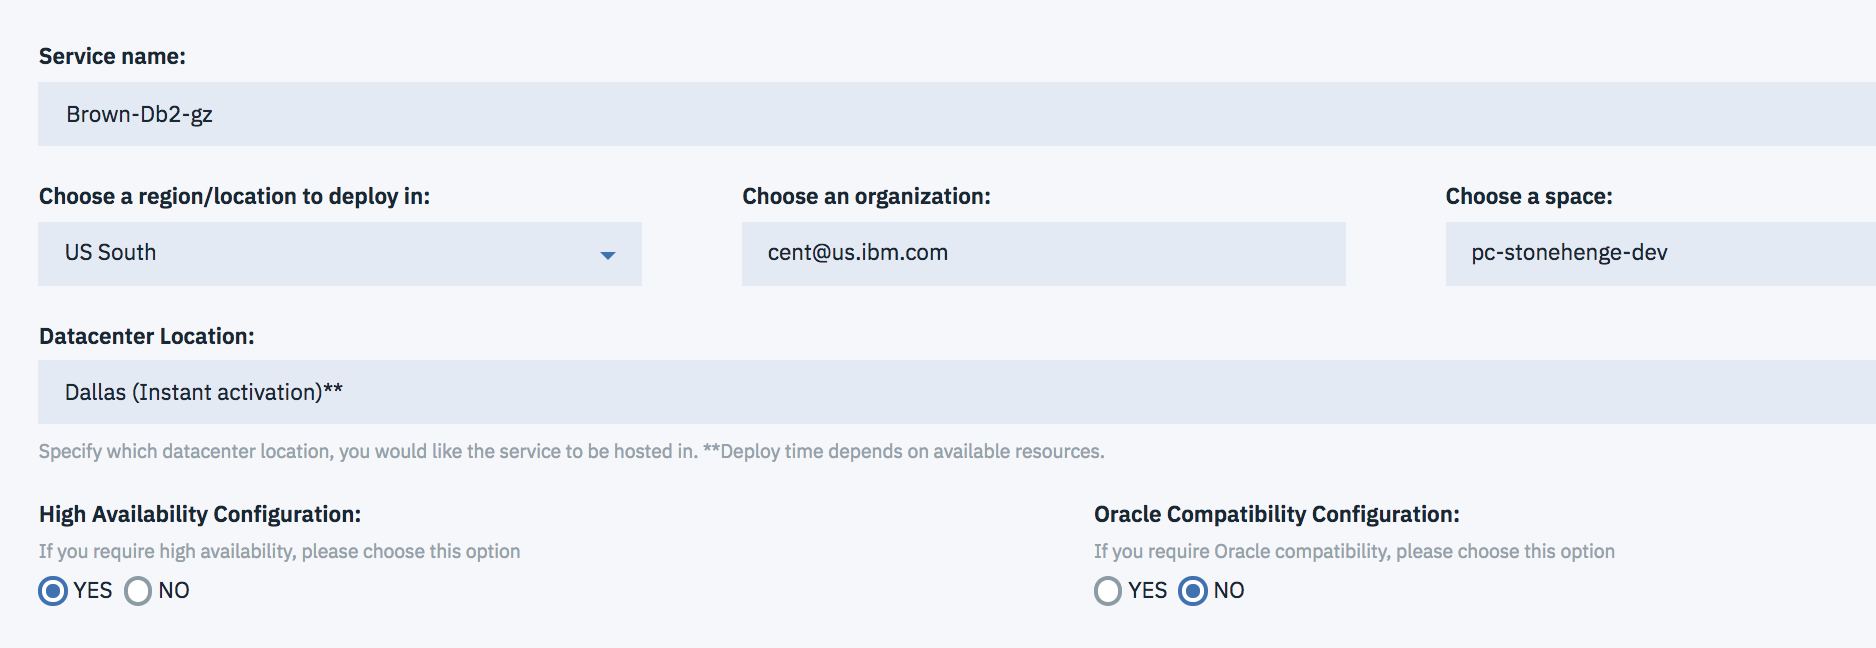 Service name:
Brown-Db2-gz
Choose a region/location to deploy in: Choose an organization: Choose a space:
US South cent@us.ibm.com pc-stonehenge-dev
Datacenter Location:
Dallas (Instant activation)**
Specify which datacenter location, you would like the service to be hosted in. **Deploy time depends on available resources.
High Availability Configuration: Oracle Compatibility Configuration:
If you require high availability, please choose this option If you require Oracle compatibility, please choose this option
YES NO YES NO